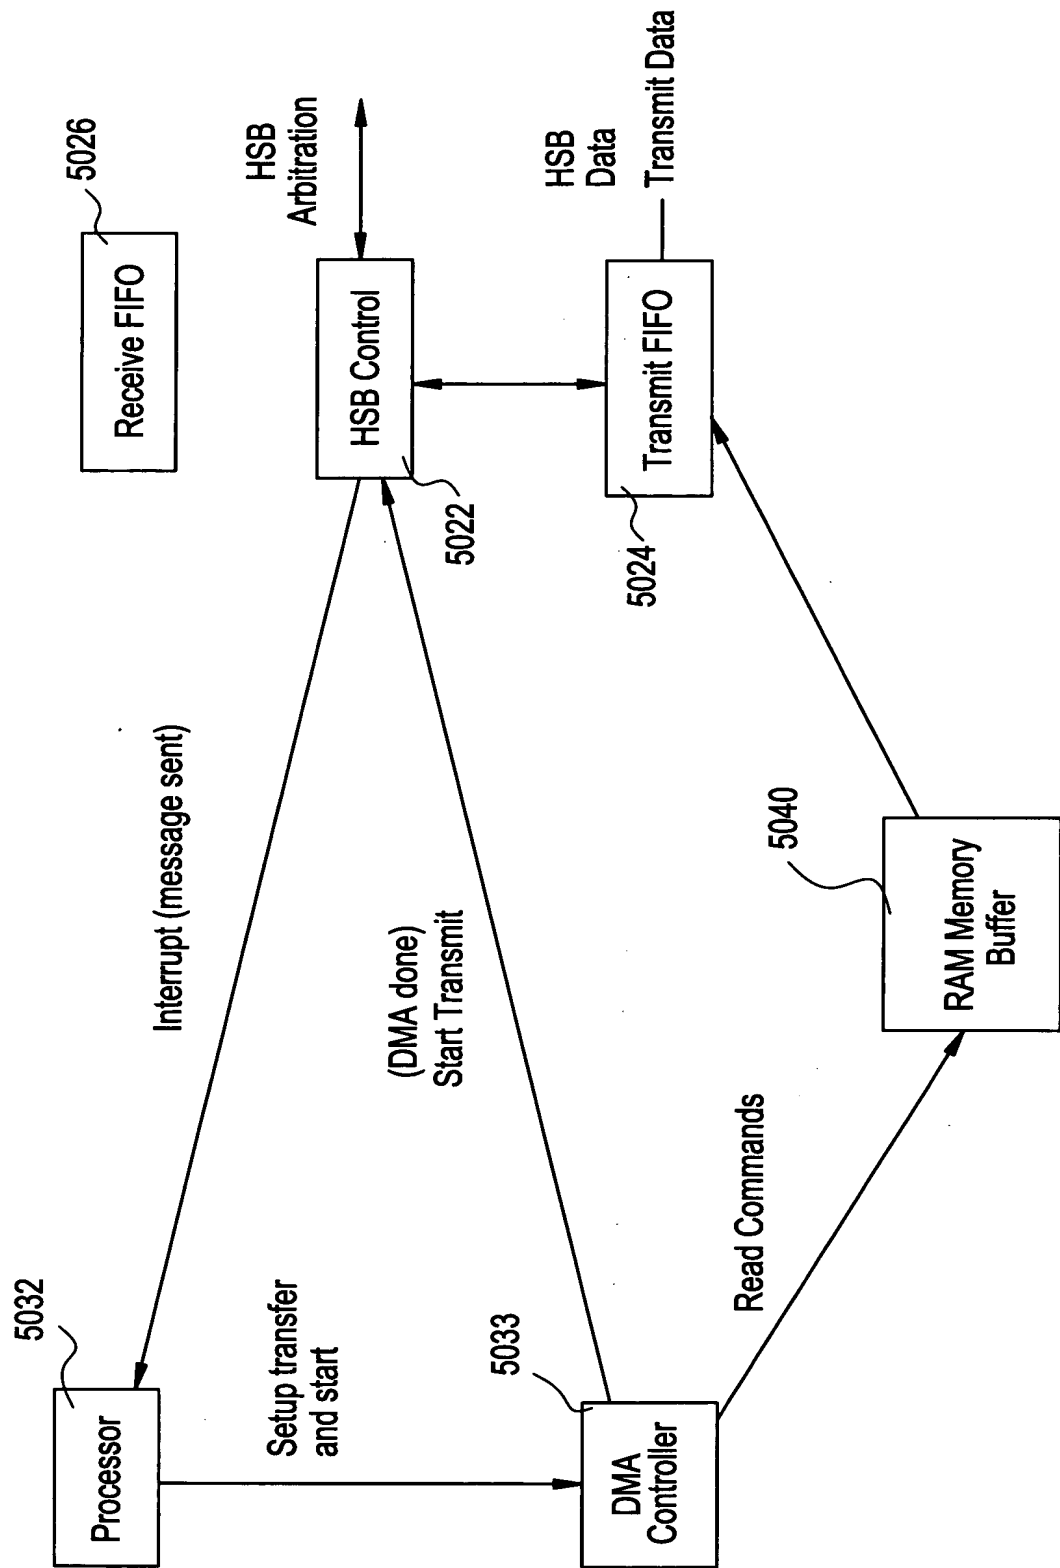 5032
Processor
Setup transfer
and start
5033
DMA
Controller
Interrupt (message sent)
(DMA done)
Start Transmit
Read Commands
5040
RAM Memory
Buffer
5026
Receive FIFO
HSB
Arbitration
HSB Control
5022
HSB
Data
Transmit Data
Transmit FIFO
5024